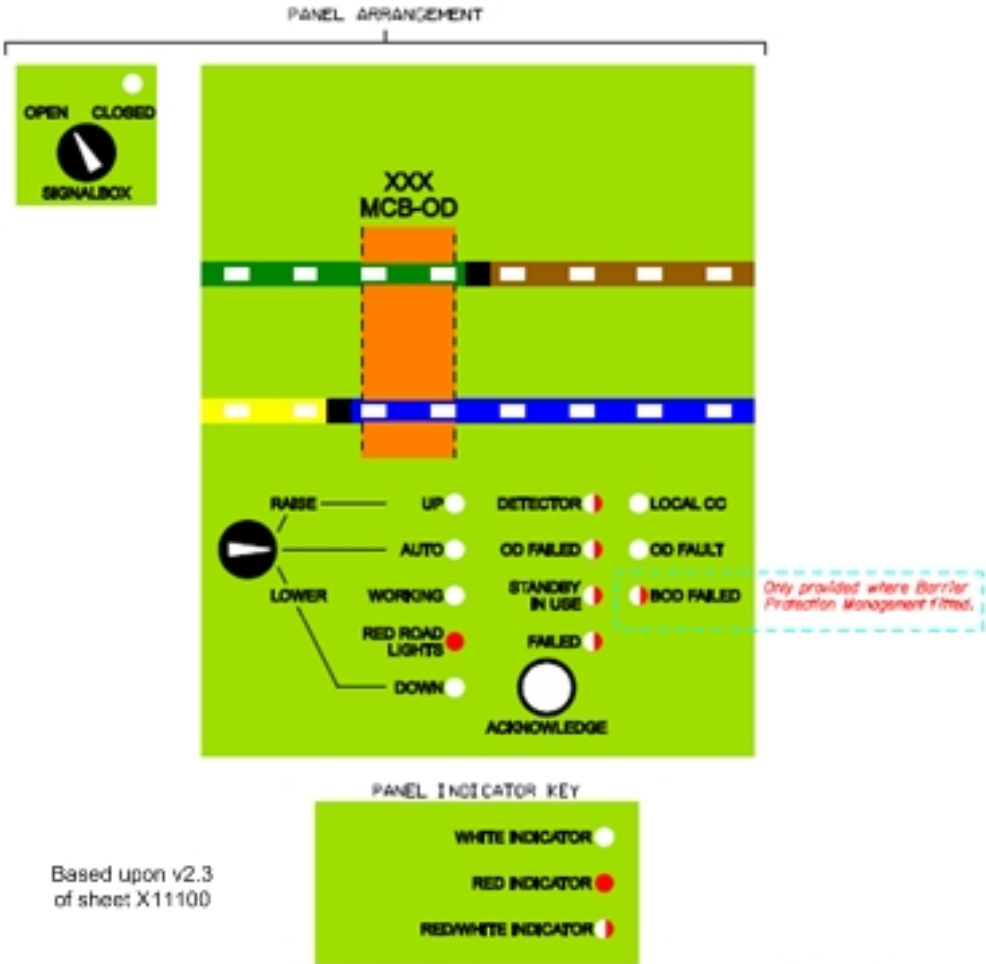 PANEL ARRANGEMENT
OPEN CLOSED
SIGNALBOX
XXX
MCB-OD
RAISE
UP
DETECTOR
LOCAL CC
AUTO
OD FAILED
OD FAULT
LOWER
WORKING
STANDBY
IN USE
BOD FAILED
Only provided where Barrier
Protection Management fitted.
RED ROAD
LIGHTS
FAILED
DOWN
ACKNOWLEDGE
PANEL INDICATOR KEY
WHITE INDICATOR
RED INDICATOR
RED/WHITE INDICATOR
Based upon v2.3
of sheet X11100